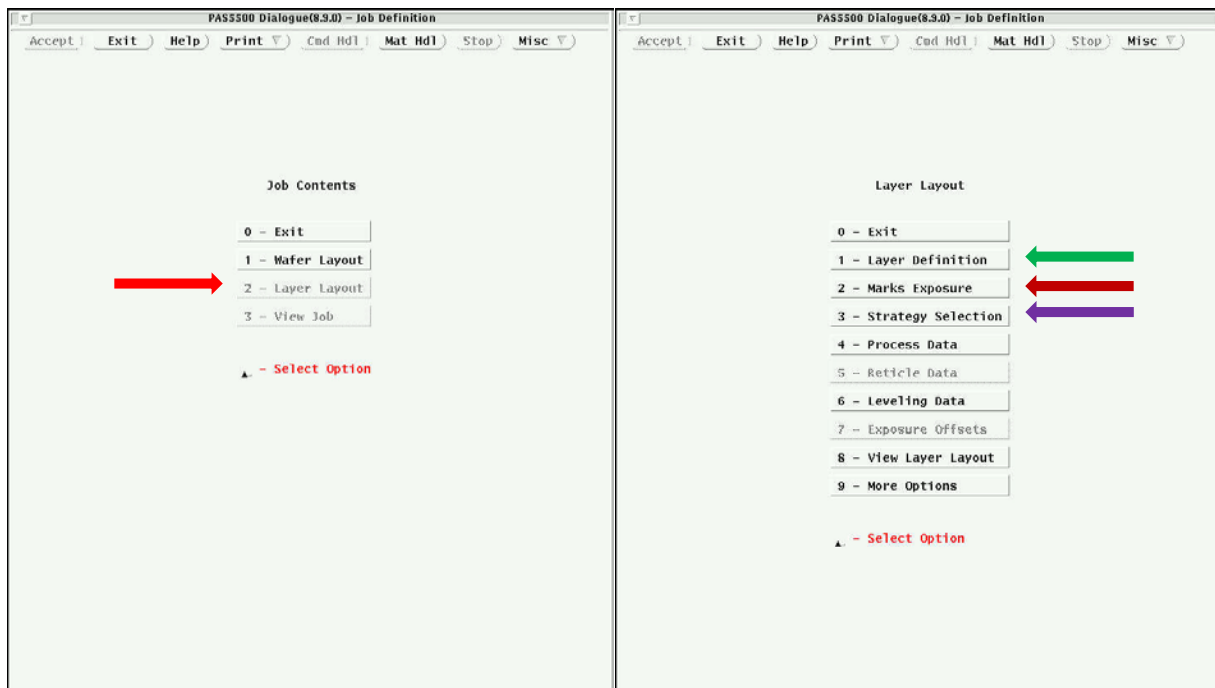 PAS5500 Dialogue(8.9.0) - Job Definition
Accept Exit Help Print Cmd Hdl Mat Hdl Stop Misc
Job Contents
0 - Exit
1 - Wafer Layout
2 - Layer Layout
3 - View Job
- Select Option
PAS5500 Dialogue(8.9.0) - Job Definition
Accept Exit Help Print Cmd Hdl Mat Hdl Stop Misc
Layer Layout
0 - Exit
1 - Layer Definition
2 - Marks Exposure
3 - Strategy Selection
4 - Process Data
5 - Reticle Data
6 - Leveling Data
7 - Exposure Offsets
8 - View Layer Layout
9 - More Options
- Select Option